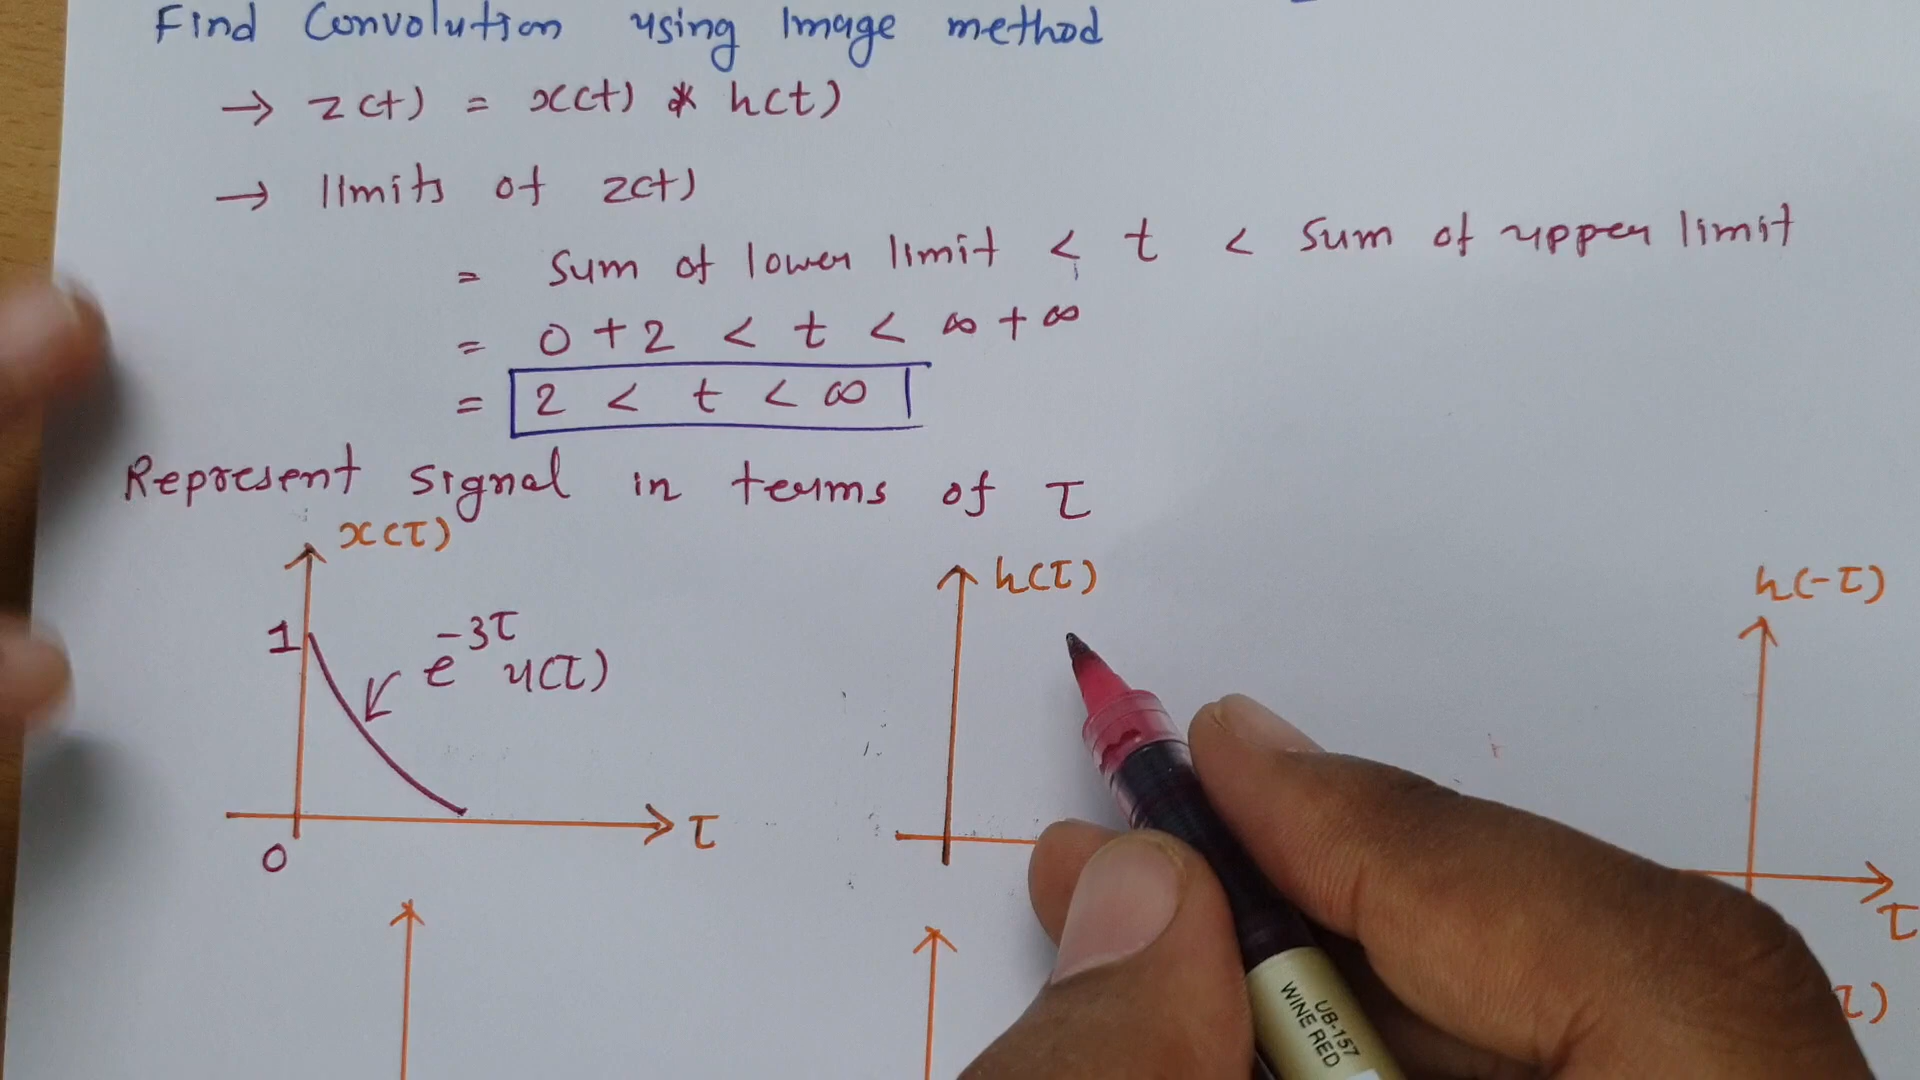 Find Convolution using Image method
→ z(t) = x(t) * h(t)
→ limits of z(t)
= sum of lower limit < t < sum of upper limit
= 0 + 2 < t < ∞ + ∞
= 2 < t < ∞
Represent signal in terms of τ
x(τ)
h(τ)
h(-τ)
1
e^{-3τ} u(τ)
τ
0
τ
τ)
UB-157
WINE RED